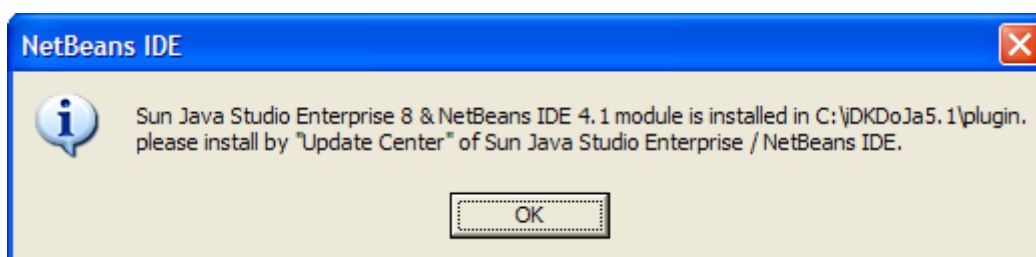 NetBeans IDE
Sun Java Studio Enterprise 8 & NetBeans IDE 4.1 module is installed in C:\iDKDoJa5.1\plugin.
please install by "Update Center" of Sun Java Studio Enterprise / NetBeans IDE.
OK